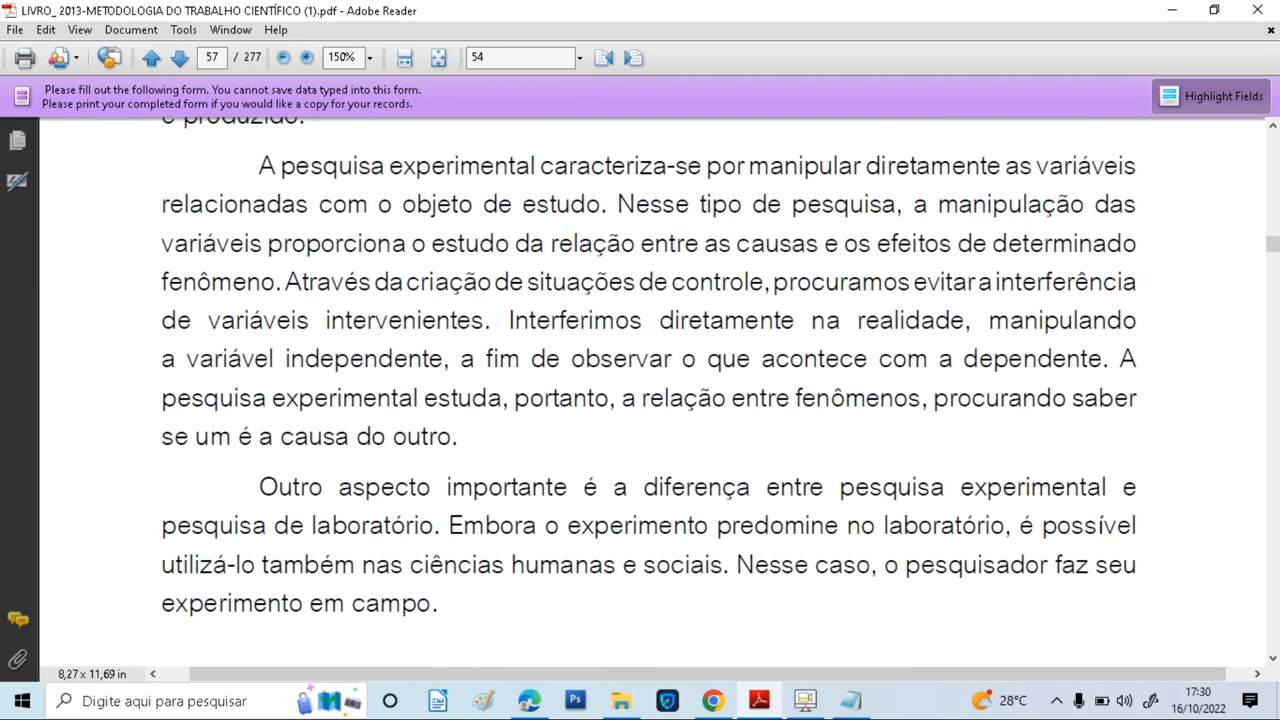 LIVRO_ 2013-METODOLOGIA DO TRABALHO CIENTÍFICO (1).pdf - Adobe Reader
File Edit View Document Tools Window Help
57 / 277 150% 54
Please fill out the following form. You cannot save data typed into this form.
Please print your completed form if you would like a copy for your records.
Highlight Fields
e produzido.
A pesquisa experimental caracteriza-se por manipular diretamente as variáveis
relacionadas com o objeto de estudo. Nesse tipo de pesquisa, a manipulação das
variáveis proporciona o estudo da relação entre as causas e os efeitos de determinado
fenômeno. Através da criação de situações de controle, procuramos evitar a interferência
de variáveis intervenientes. Interferimos diretamente na realidade, manipulando
a variável independente, a fim de observar o que acontece com a dependente. A
pesquisa experimental estuda, portanto, a relação entre fenômenos, procurando saber
se um é a causa do outro.
Outro aspecto importante é a diferença entre pesquisa experimental e
pesquisa de laboratório. Embora o experimento predomine no laboratório, é possível
utilizá-lo também nas ciências humanas e sociais. Nesse caso, o pesquisador faz seu
experimento em campo.
8,27 x 11,69 in
Digite aqui para pesquisar
Ps
28°C
17:30
16/10/2022